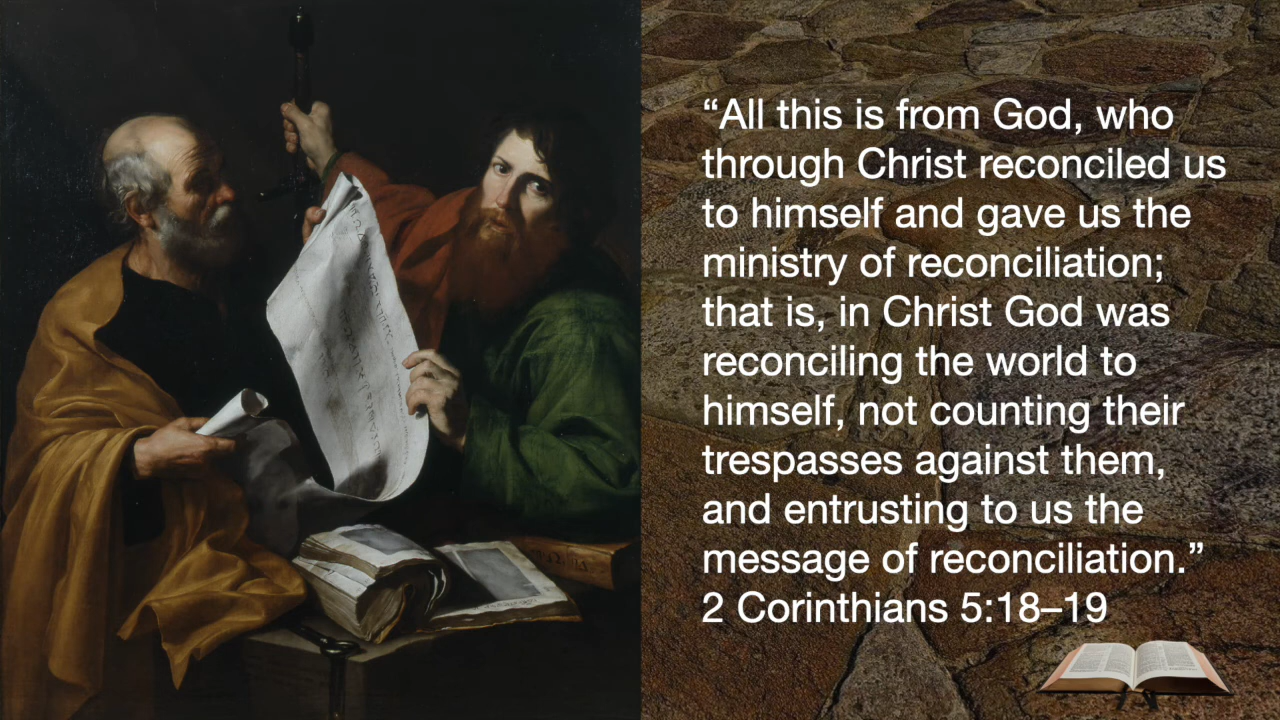 “All this is from God, who
through Christ reconciled us
to himself and gave us the
ministry of reconciliation;
that is, in Christ God was
reconciling the world to
himself, not counting their
trespasses against them,
and entrusting to us the
message of reconciliation.”
2 Corinthians 5:18–19